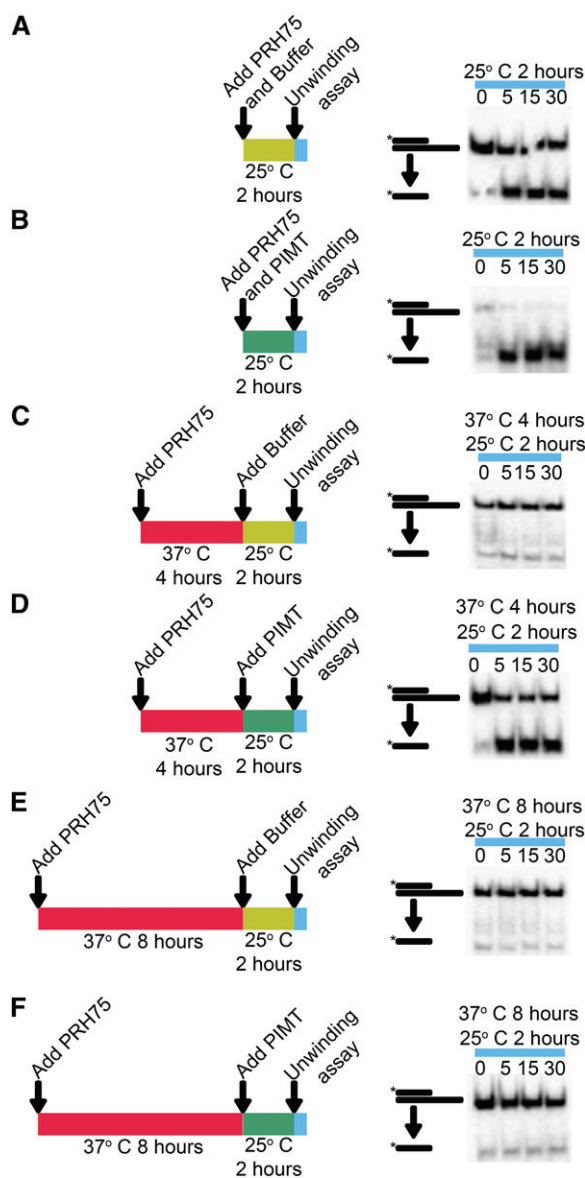 A
Add PRH75
and Buffer
Unwinding
assay
25° C
2 hours
*
*
25° C 2 hours
0 5 15 30
B
Add PRH75
and PIMT
Unwinding
assay
25° C
2 hours
*
*
25° C 2 hours
0 5 15 30
C
Add PRH75
Add Buffer
Unwinding
assay
37° C
4 hours
25° C
2 hours
*
*
37° C 4 hours
25° C 2 hours
0 5 15 30
D
Add PRH75
Add PIMT
Unwinding
assay
37° C
4 hours
25° C
2 hours
*
*
37° C 4 hours
25° C 2 hours
0 5 15 30
E
Add PRH75
Add Buffer
Unwinding
assay
37° C 8 hours
25° C
2 hours
*
*
37° C 8 hours
25° C 2 hours
0 5 15 30
F
Add PRH75
Add PIMT
Unwinding
assay
37° C 8 hours
25° C
2 hours
*
*
37° C 8 hours
25° C 2 hours
0 5 15 30